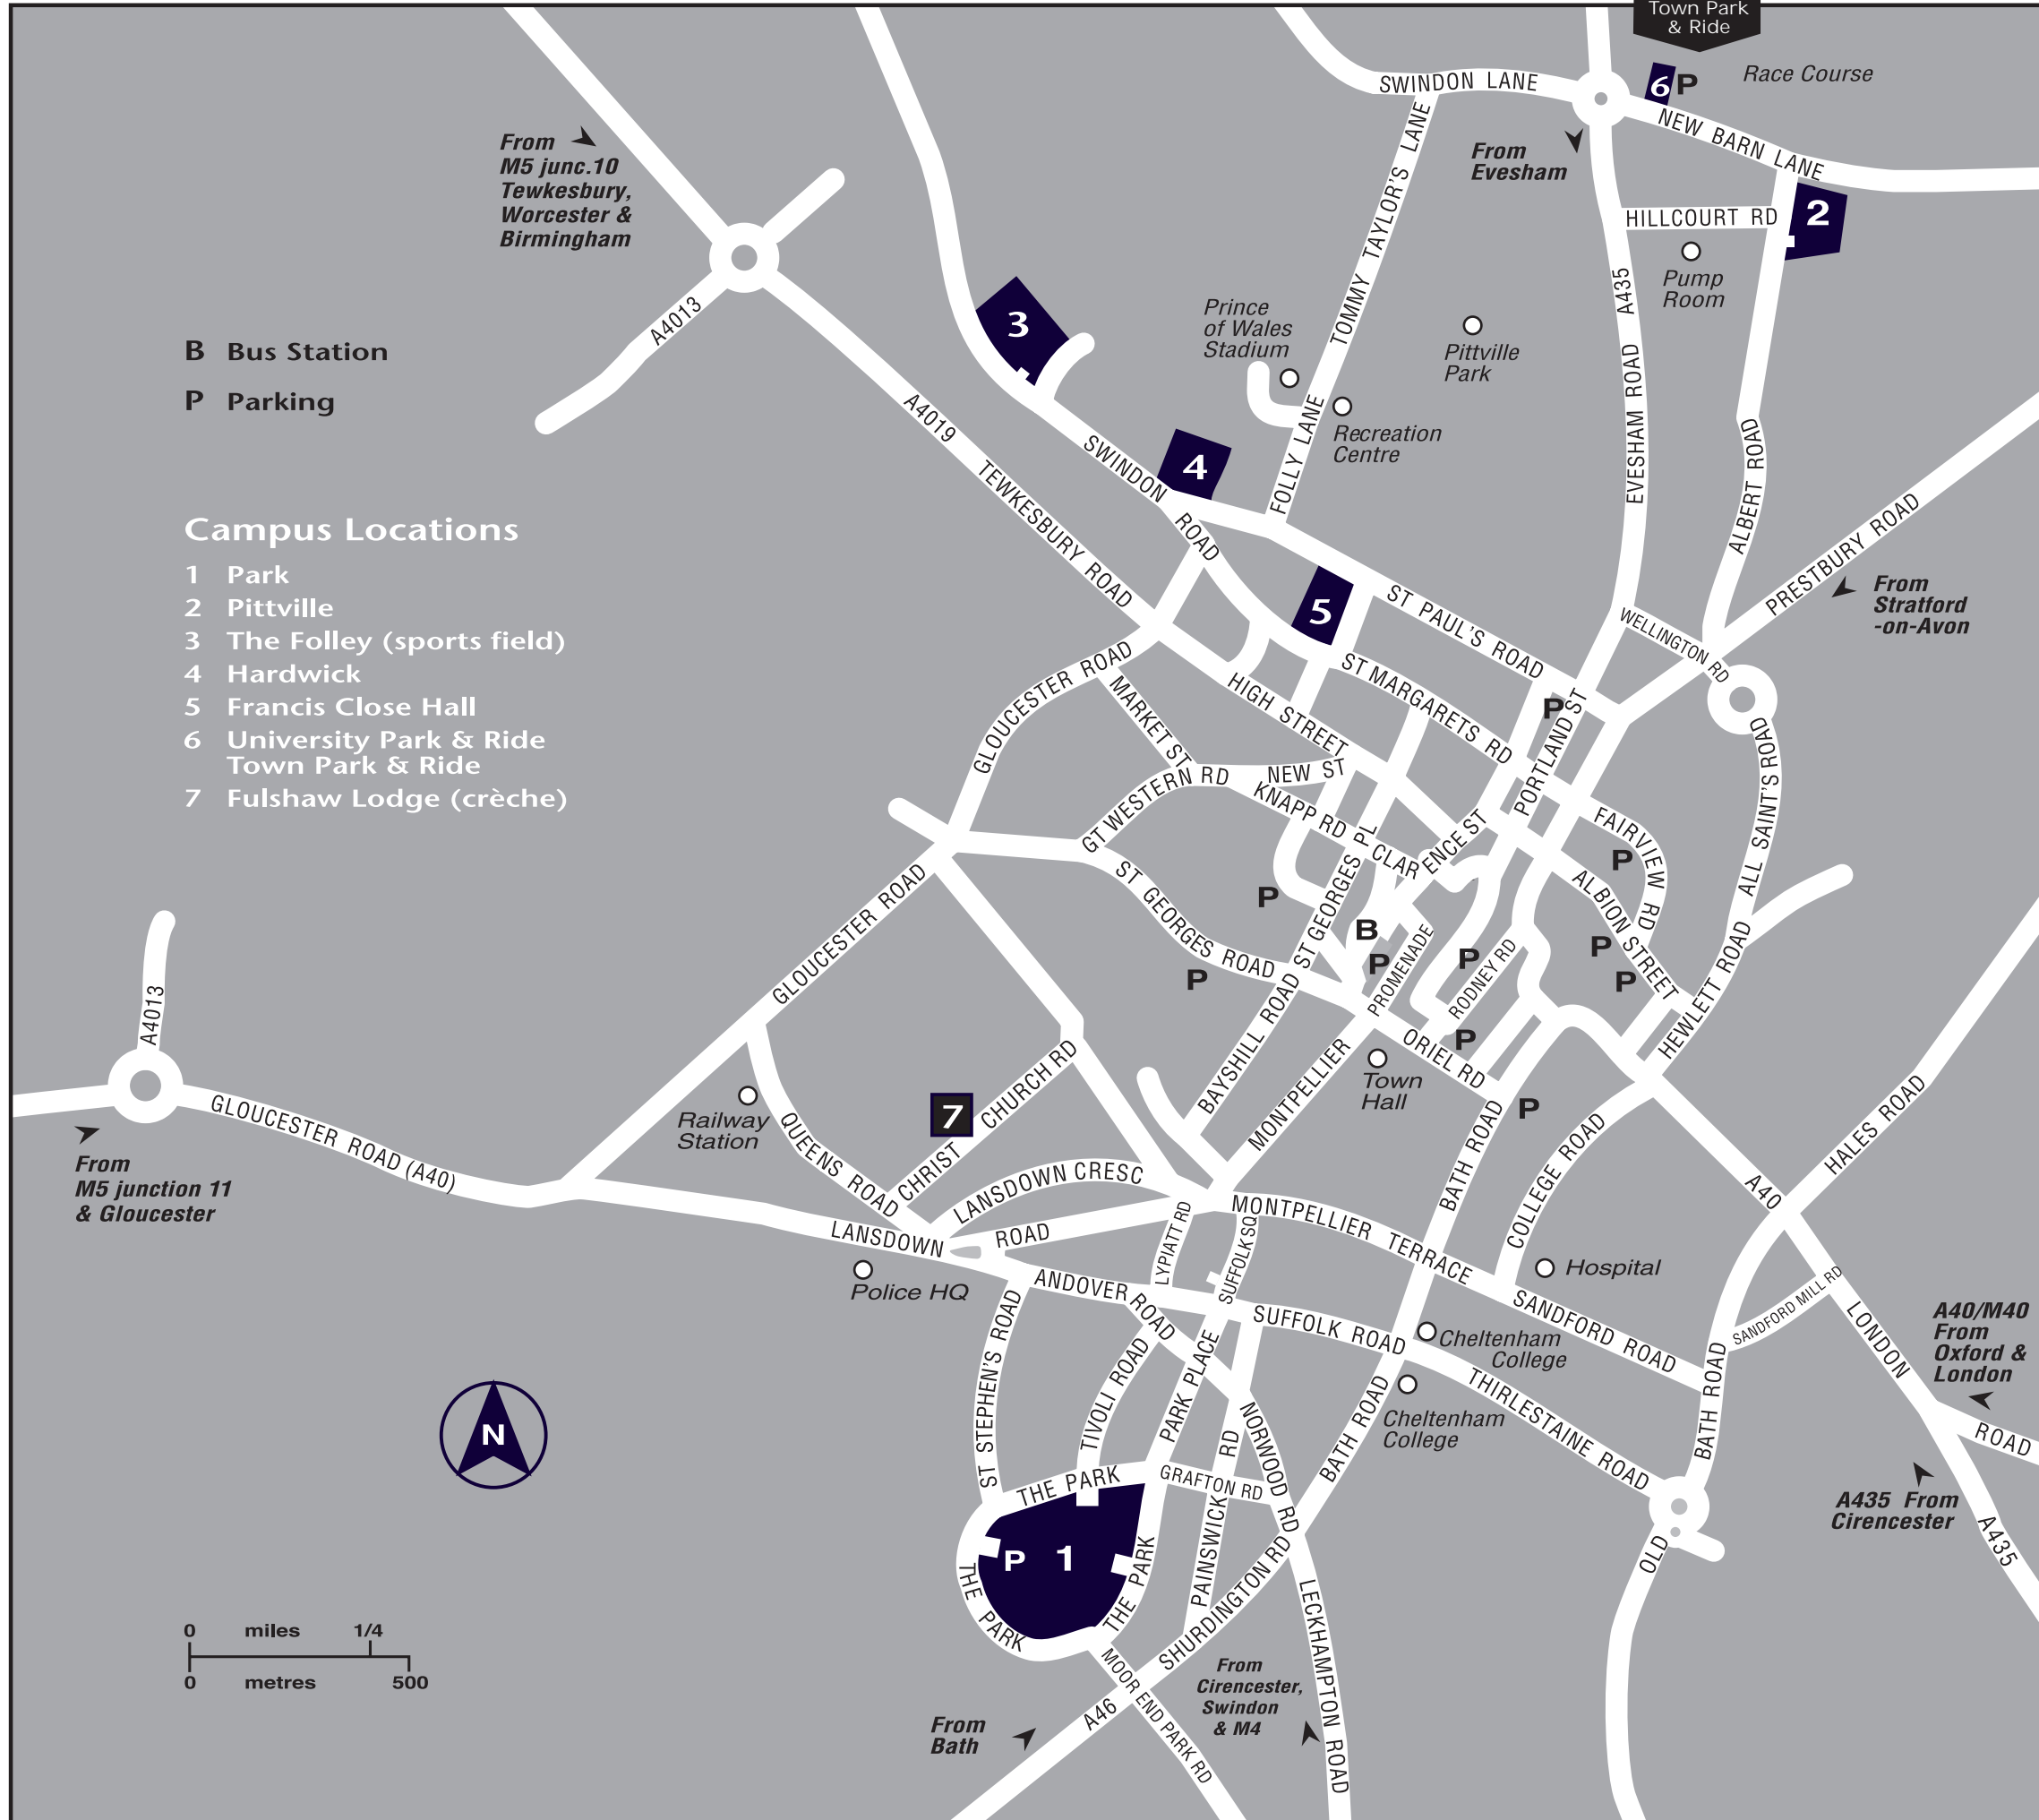 Town Park
& Ride
6 P
Race Course
SWINDON LANE
NEW BARN LANE
From
M5 junc.10
Tewkesbury,
Worcester &
Birmingham
From
Evesham
TOMMY TAYLOR'S LANE
HILLCOURT RD
2
A435
Pump
Room
A4013
3
Prince
of Wales
Stadium
Pittville
Park
B Bus Station
P Parking
A4019
EVESHAM ROAD
FOLLY LANE
Recreation
Centre
ALBERT ROAD
SWINDON
ROAD
4
TEWKESBURY ROAD
PRESTBURY ROAD
Campus Locations
1 Park
2 Pittville
3 The Folley (sports field)
4 Hardwick
5 Francis Close Hall
6 University Park & Ride
Town Park & Ride
7 Fulshaw Lodge (crèche)
From
Stratford
-on-Avon
5
ST PAUL'S ROAD
WELLINGTON RD
GLOUCESTER ROAD
ST MARGARETS RD
MARKET ST
HIGH STREET
P
PORTLAND ST
GT WESTERN RD
NEW ST
KNAPP RD
ALL SAINT'S ROAD
FAIRVIEW RD
CLARENCE ST
P
ST GEORGES PL
ALBION STREET
ST GEORGES ROAD
P
B
P
P
P
P
P
PROMENADE
RODNEY RD
HEWLETT ROAD
GLOUCESTER ROAD
A4013
BAYSHILL ROAD
ORIEL RD
P
Town
Hall
P
MONTPELLIER
Railway
Station
7
CHRIST CHURCH RD
GLOUCESTER ROAD (A40)
From
M5 junction 11
& Gloucester
QUEENS ROAD
LANSDOWN CRESC
BATH ROAD
COLLEGE ROAD
HALES ROAD
A40
LANSDOWN
ROAD
LYPIATT RD
SUFFOLK SQ
MONTPELLIER TERRACE
Hospital
Police HQ
ANDOVER ROAD
SUFFOLK ROAD
SANDFORD ROAD
SANDFORD MILL RD
LONDON
ROAD
Cheltenham
College
A40/M40
From
Oxford &
London
ST STEPHEN'S ROAD
TIVOLI ROAD
PARK PLACE
Cheltenham
College
THIRLESTAINE ROAD
BATH ROAD
BATH ROAD
NORWOOD RD
N
THE PARK
GRAFTON RD
PAINSWICK RD
A435 From
Cirencester
A435
P 1
THE PARK
THE PARK
OLD
SHURDINGTON RD
LECKHAMPTON ROAD
0 miles 1/4
0 metres 500
MOOR END PARK RD
From
Cirencester,
Swindon
& M4
A46
From
Bath